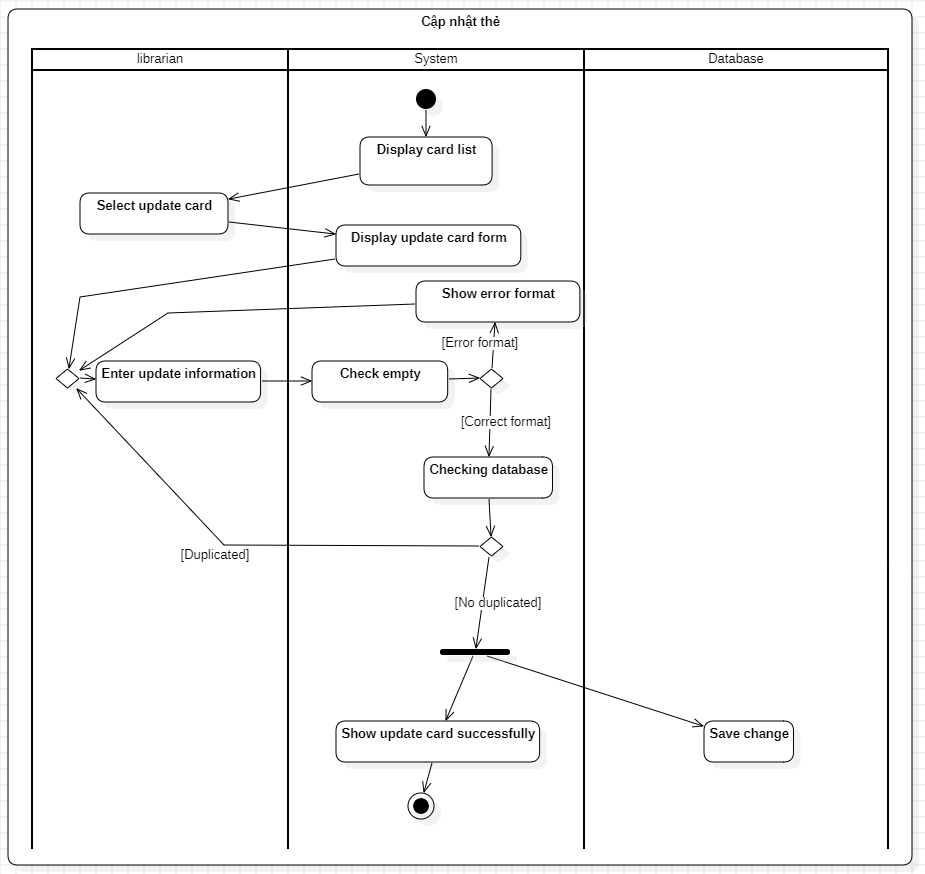 Cập nhật thẻ
librarian
System
Database
Display card list
Select update card
Display update card form
Show error format
[Error format]
Enter update information
Check empty
[Correct format]
Checking database
[Duplicated]
[No duplicated]
Show update card successfully
Save change